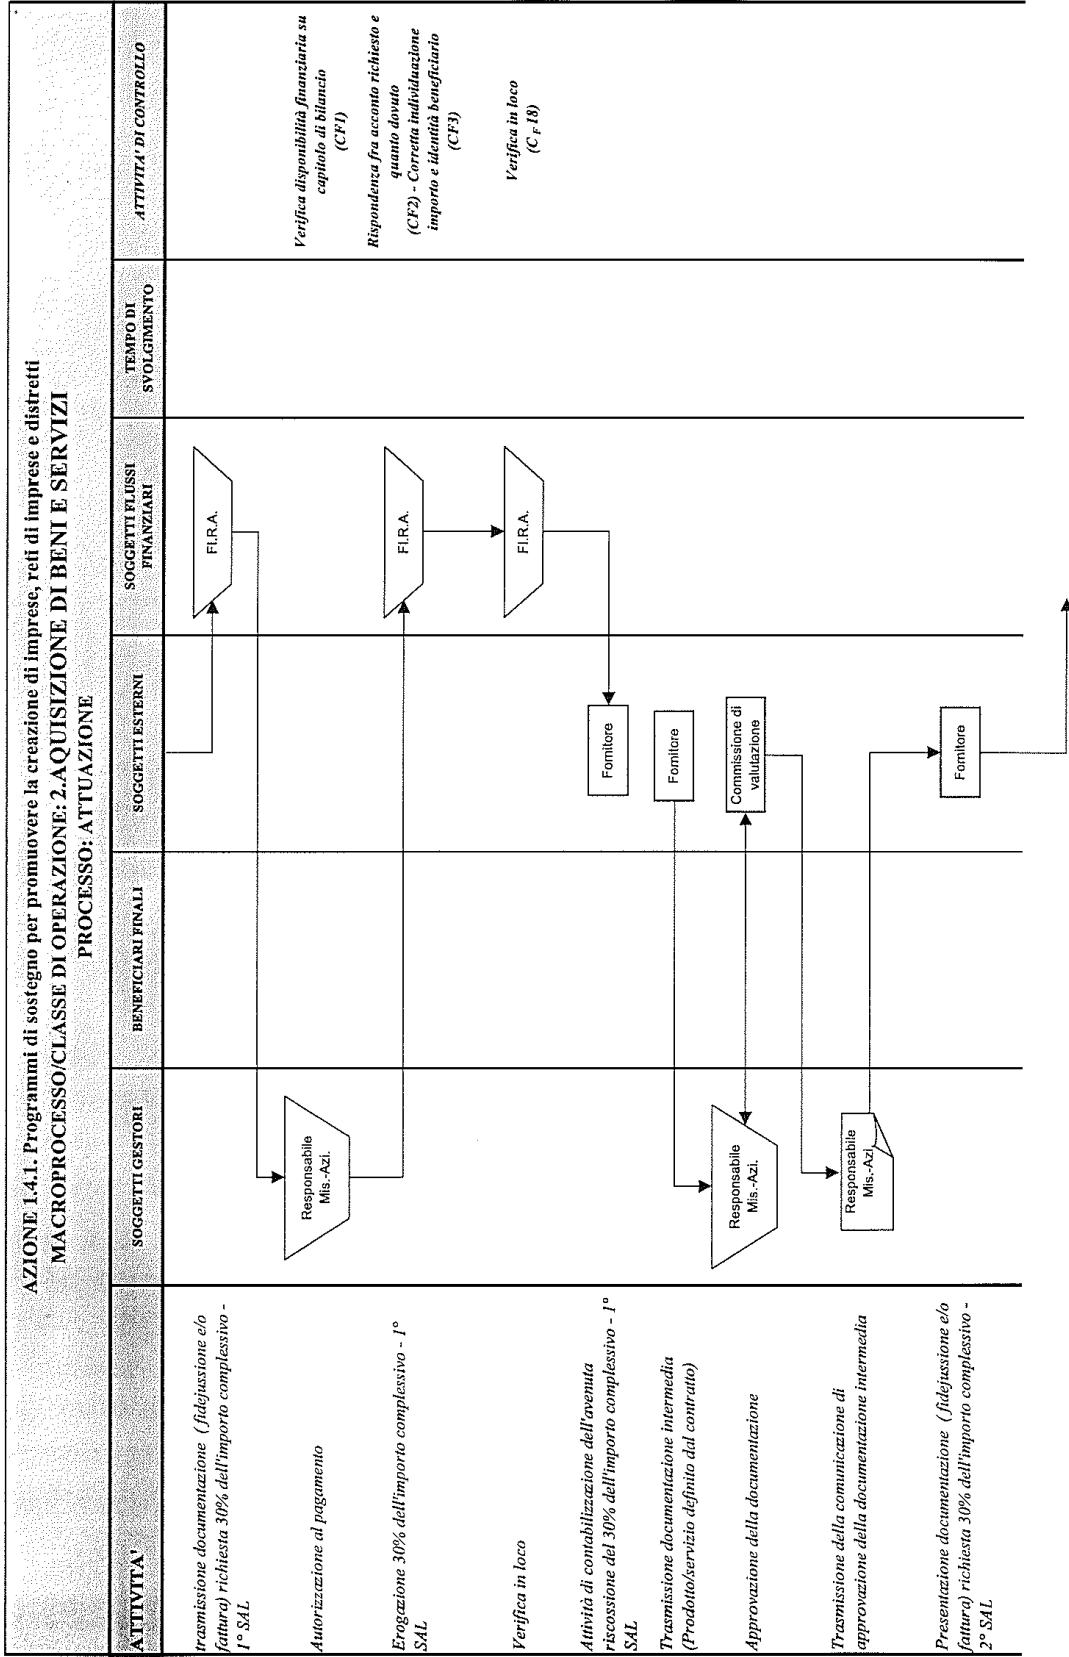 AZIONE 1.4.1. Programmi di sostegno per promuovere la creazione di imprese, reti di imprese e distretti
MACROPROCESSO/CLASSE DI OPERAZIONE: 2.AQUISIZIONE DI BENI E SERVIZI
PROCESSO: ATTUAZIONE
ATTIVITA'
SOGGETTI GESTORI
BENEFICIARI FINALI
SOGGETTI ESTERNI
SOGGETTI FLUSSI
FINANZIARI
TEMPO DI
SVOLGIMENTO
ATTIVITA' DI CONTROLLO
trasmissione documentazione ( fidejussione e/o
fattura) richiesta 30% dell'importo complessivo -
1° SAL
FI.R.A.
Autorizzazione al pagamento
Responsabile
Mis.-Azi.
Verifica disponibilità finanziaria su
capitolo di bilancio
(CF1)
Erogazione 30% dell'importo complessivo - 1°
SAL
FI.R.A.
Rispondenza fra acconto richiesto e
quanto dovuto
(CF2) - Corretta individuazione
importo e identità beneficiario
(CF3)
Verifica in loco
FI.R.A.
Verifica in loco
(C F 18)
Attività di contabilizzazione dell'avenuta
riscossione del 30% dell'importo complessivo - 1°
SAL
Fornitore
Trasmissione documentazione intermedia
(Prodotto/servizio definito dal contratto)
Fornitore
Approvazione della documentazione
Responsabile
Mis.-Azi.
Commissione di
valutazione
Trasmissione della comunicazione di
approvazione della documentazione intermedia
Responsabile
Mis.-Azi.
Presentazione documentazione ( fidejussione e/o
fattura) richiesta 30% dell'importo complessivo -
2° SAL
Fornitore